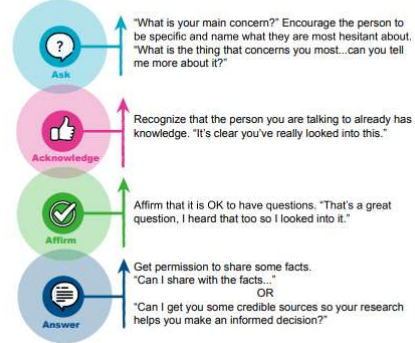 "What is your main concern?" Encourage the person to
be specific and name what they are most hesitant about.
"What is the thing that concerns you most...can you tell
me more about it?"
Ask
Recognize that the person you are talking to already has
knowledge. "It's clear you've really looked into this."
Acknowledge
Affirm that it is OK to have questions. "That's a great
question, I heard that too so I looked into it."
Affirm
Get permission to share some facts.
"Can I share with the facts..."
OR
"Can I get you some credible sources so your research
helps you make an informed decision?"
Answer